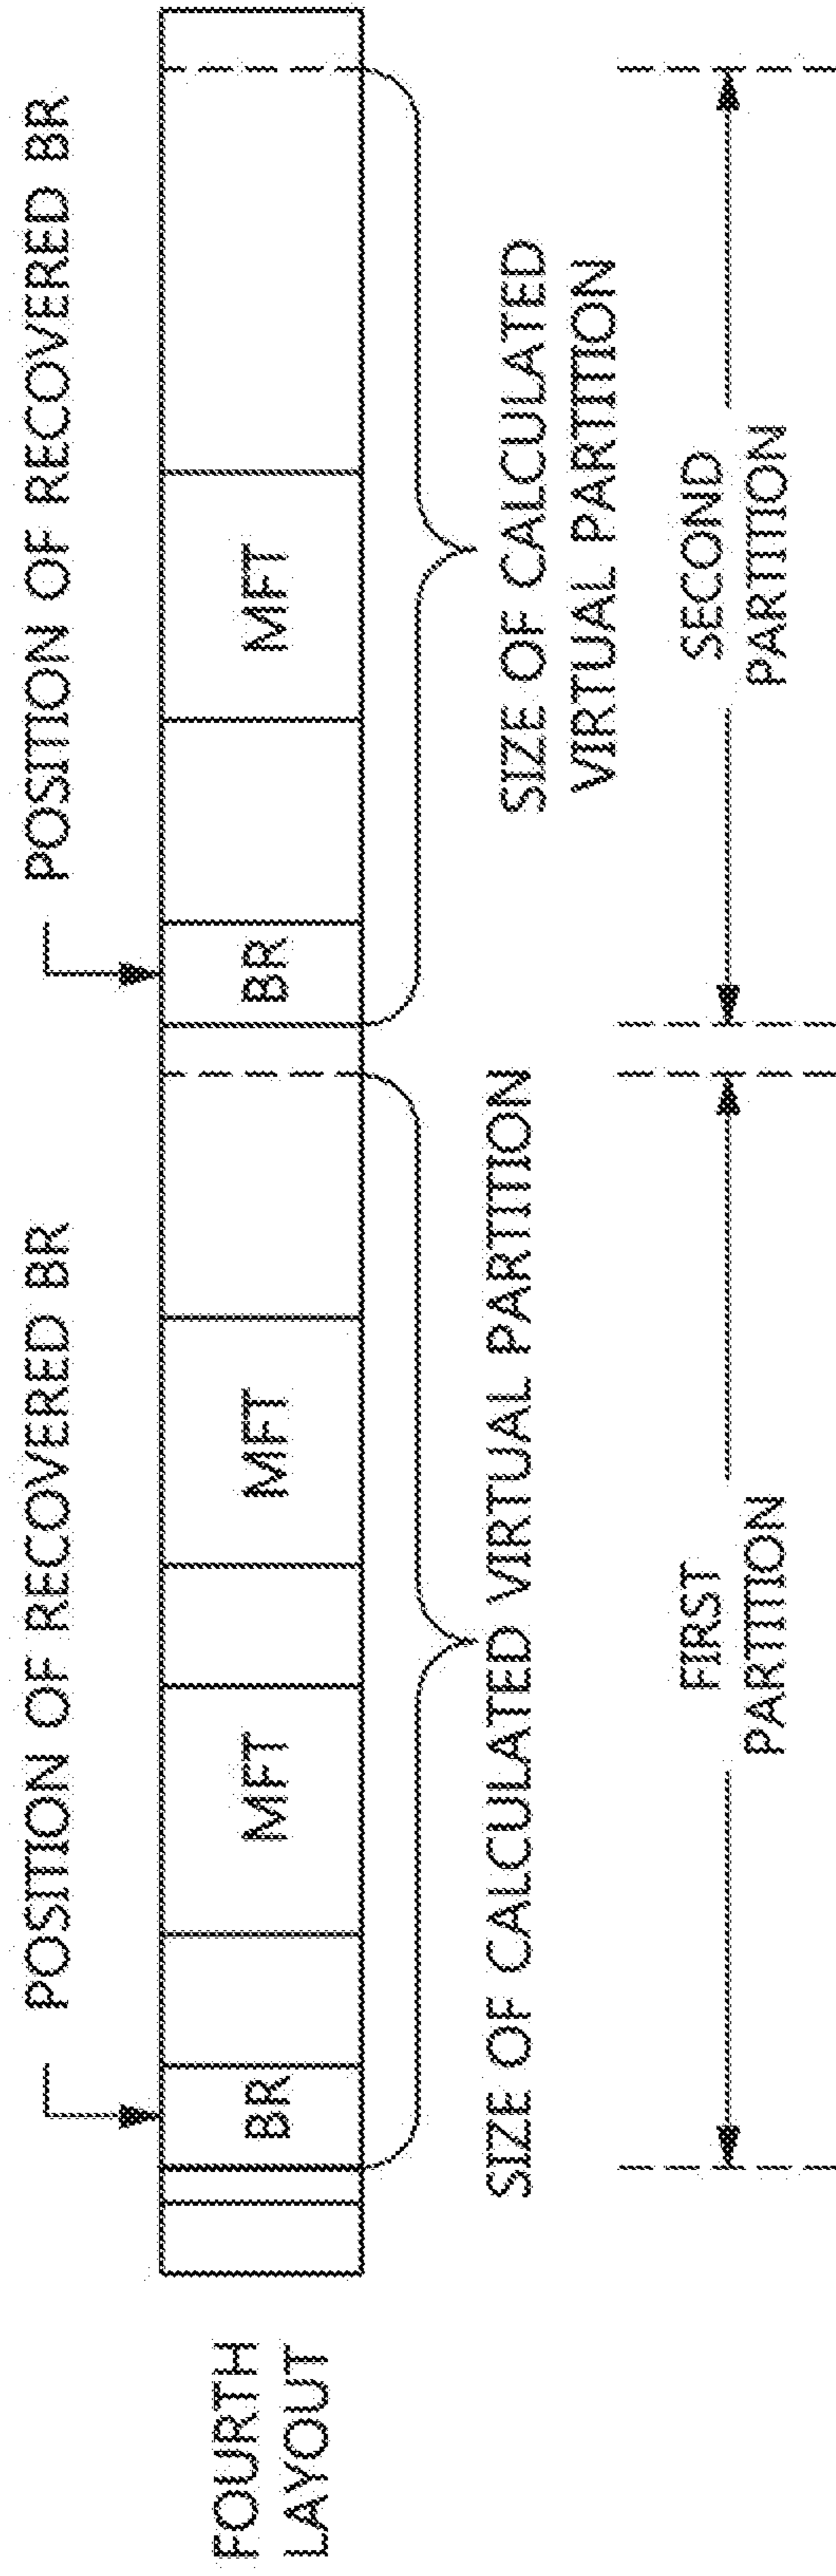 POSITION OF RECOVERED BR
POSITION OF RECOVERED BR
FOURTH
LAYOUT
BR
MFT
MFT
BR
MFT
SIZE OF CALCULATED VIRTUAL PARTITION
SIZE OF CALCULATED
VIRTUAL PARTITION
FIRST
PARTITION
SECOND
PARTITION